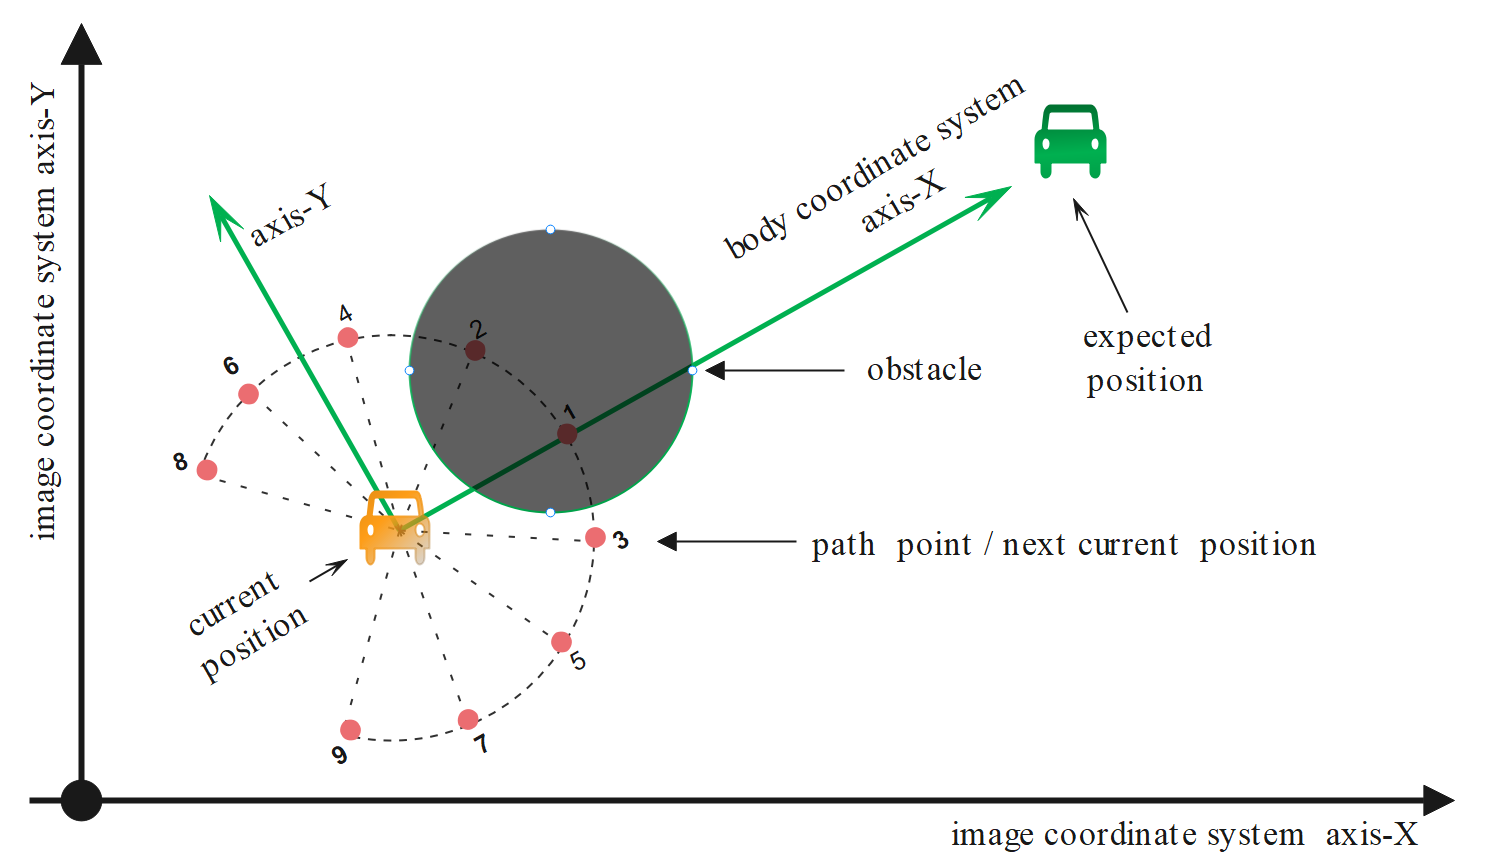 image coordinate system axis-Y
axis-Y
body coordinate system
axis-X
expected
position
obstacle
4
2
6
1
8
3
path point / next current position
current
position
5
7
9
image coordinate system axis-X